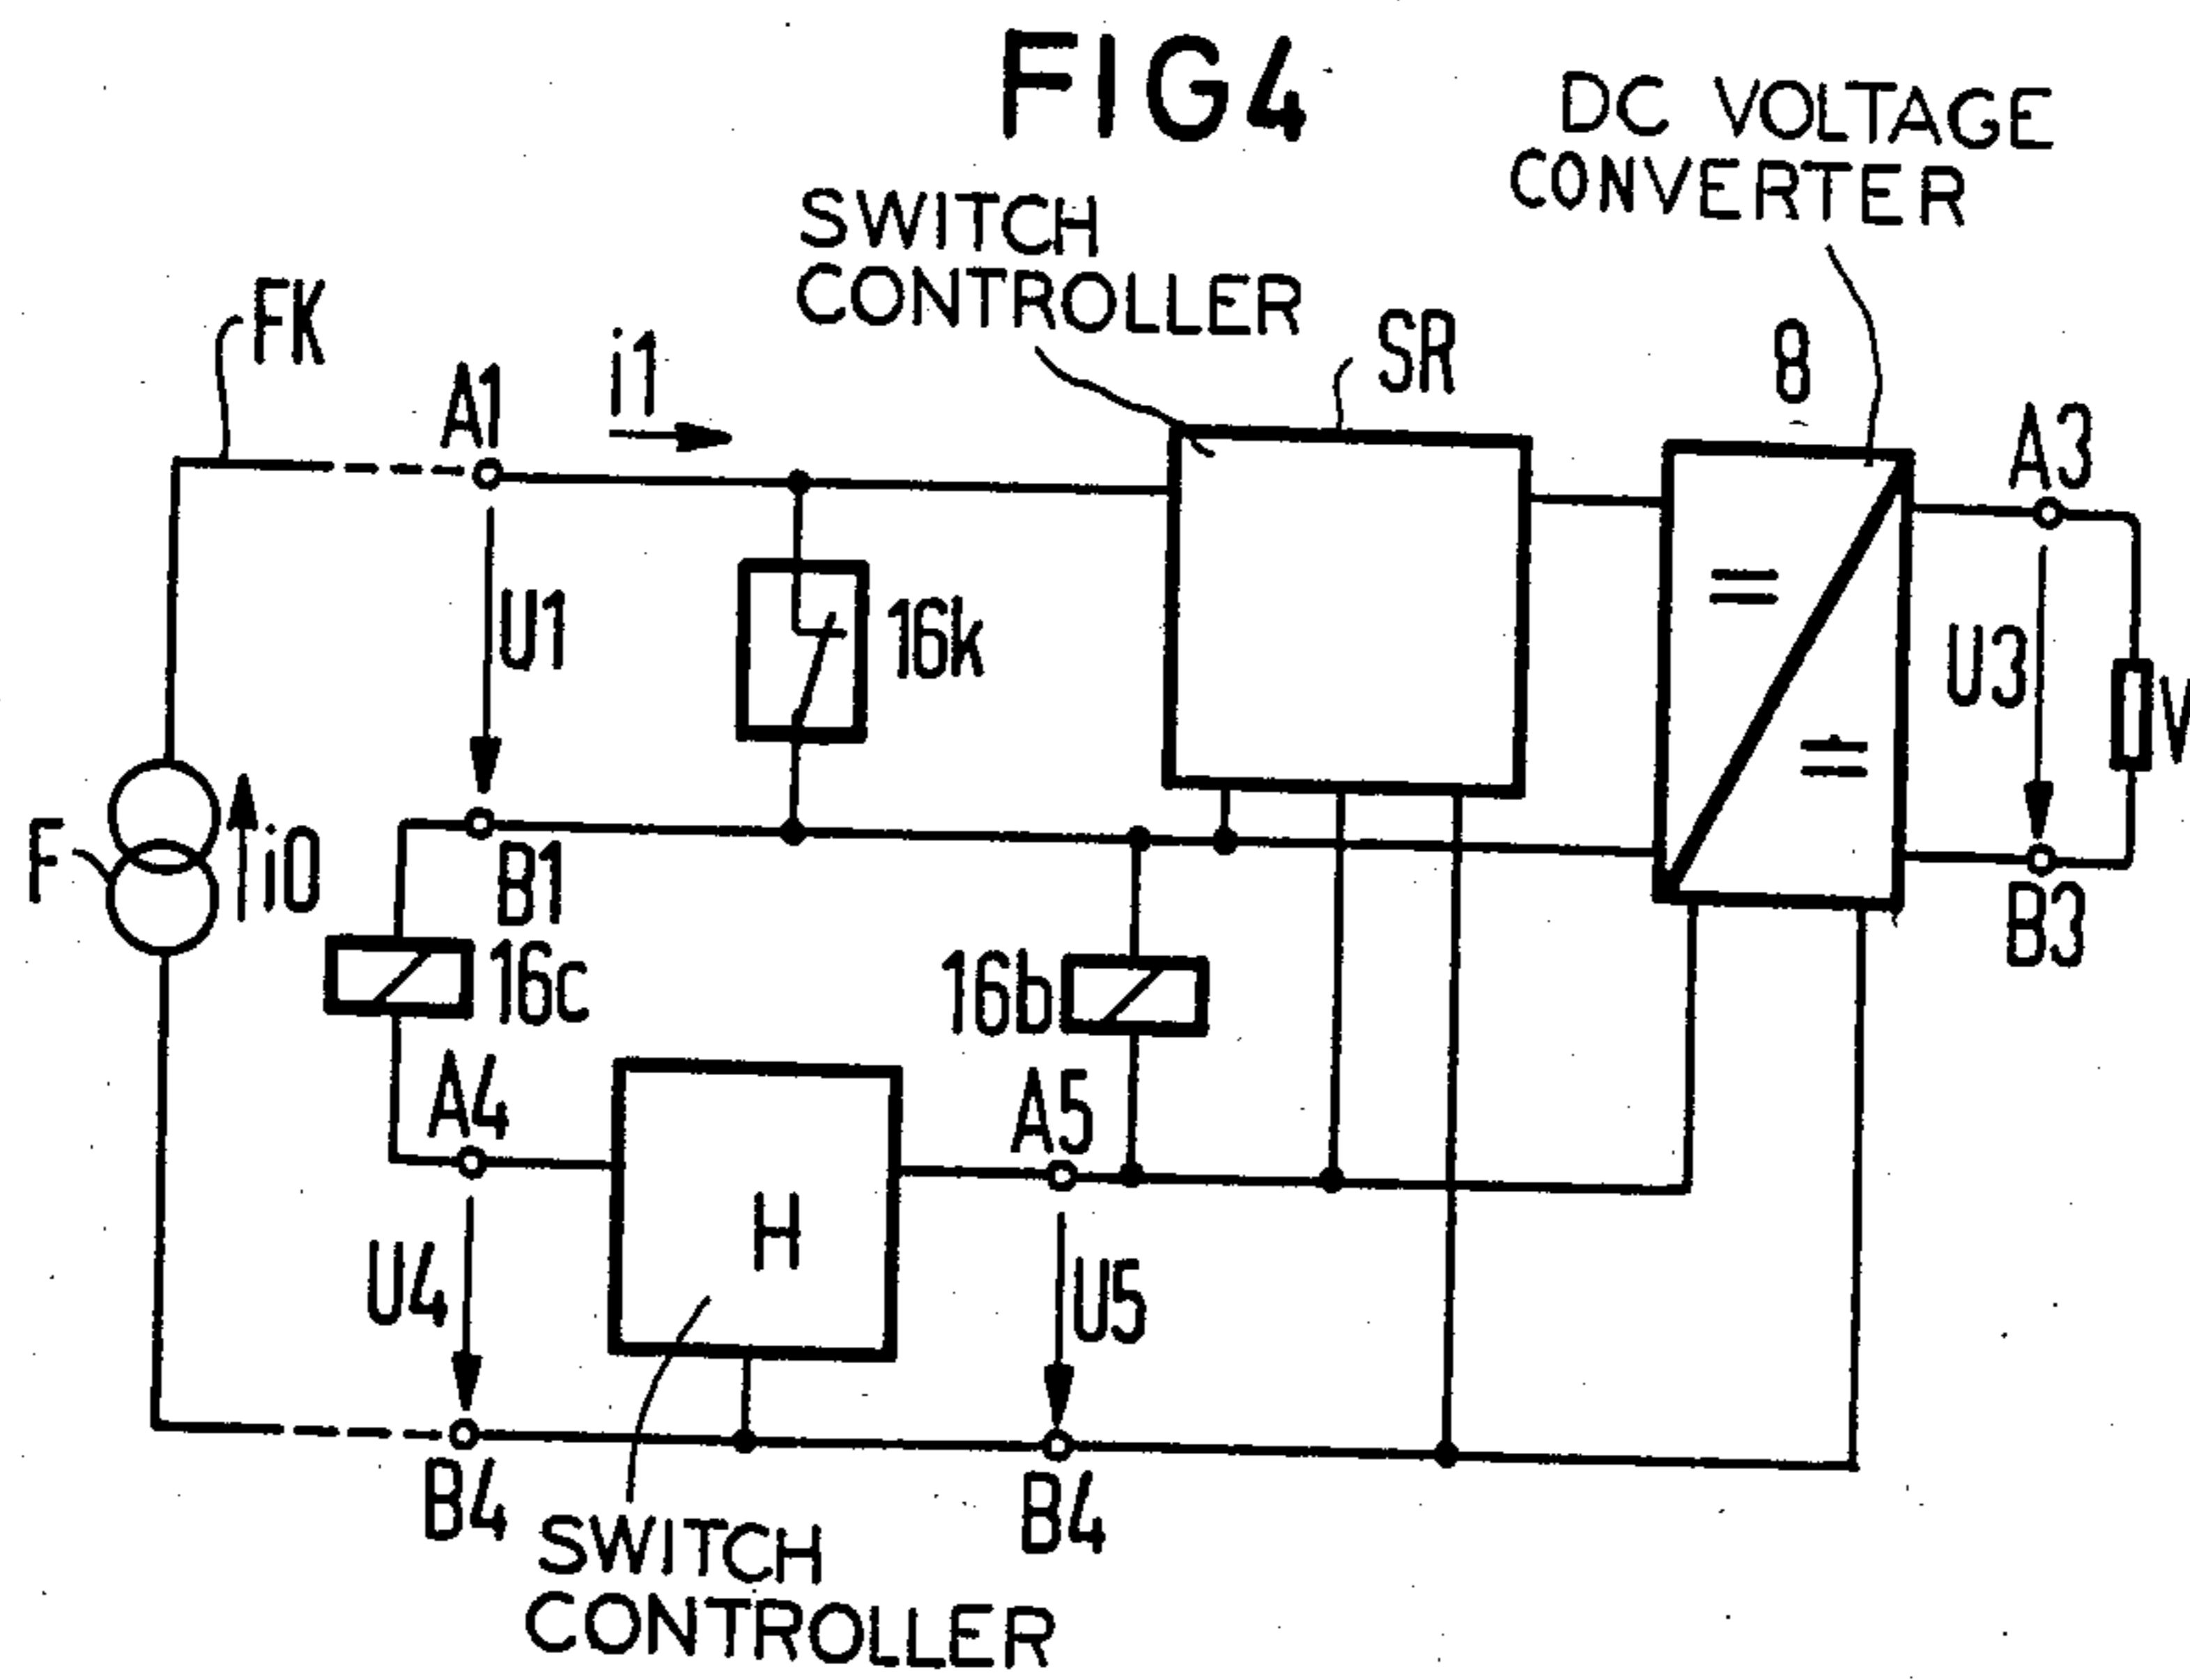 FIG4
DC VOLTAGE
CONVERTER
SWITCH
CONTROLLER
FK
A1
i1
SR
8
A3
U1
16k
U3
V
F
i0
B1
B3
16c
16b
A4
A5
H
U4
U5
B4
B4
SWITCH
CONTROLLER